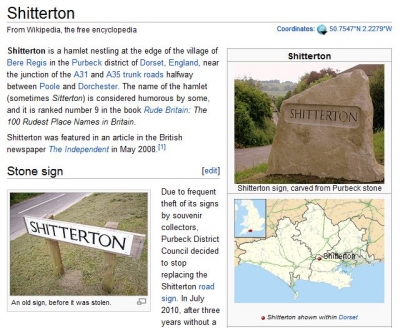 Shitterton
From Wikipedia, the free encyclopedia
Coordinates: 50.7547°N 2.2279°W
Shitterton is a hamlet nestling at the edge of the village of
Bere Regis in the Purbeck district of Dorset, England, near
the junction of the A31 and A35 trunk roads halfway
between Poole and Dorchester. The name of the hamlet
(sometimes Sitterton) is considered humorous by some,
and it is ranked number 9 in the book Rude Britain: The
100 Rudest Place Names in Britain.
Shitterton was featured in an article in the British
newspaper The Independent in May 2008.[1]
Stone sign
[edit]
SHITTERTON
An old sign, before it was stolen.
Due to frequent
theft of its signs
by souvenir
collectors,
Purbeck District
Council decided
to stop
replacing the
Shitterton road
sign. In July
2010, after three
years without a
Shitterton
SHITTERTON
Shitterton sign, carved from Purbeck stone
Shitterton
Shitterton shown within Dorset